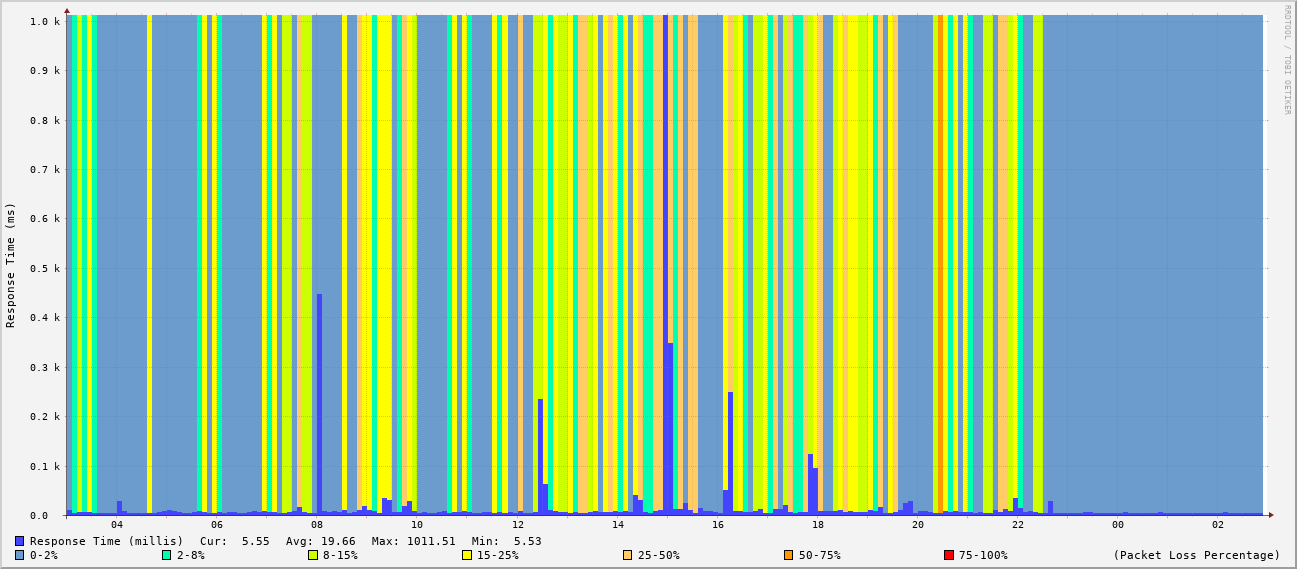 RRDTOOL / TOBI OETIKER
Response Time (ms)
1.0 k
0.9 k
0.8 k
0.7 k
0.6 k
0.5 k
0.4 k
0.3 k
0.2 k
0.1 k
0.0
04 06 08 10 12 14 16 18 20 22 00 02
Response Time (millis) Cur: 5.55 Avg: 19.66 Max: 1011.51 Min: 5.53
0-2% 2-8% 8-15% 15-25% 25-50% 50-75% 75-100% (Packet Loss Percentage)